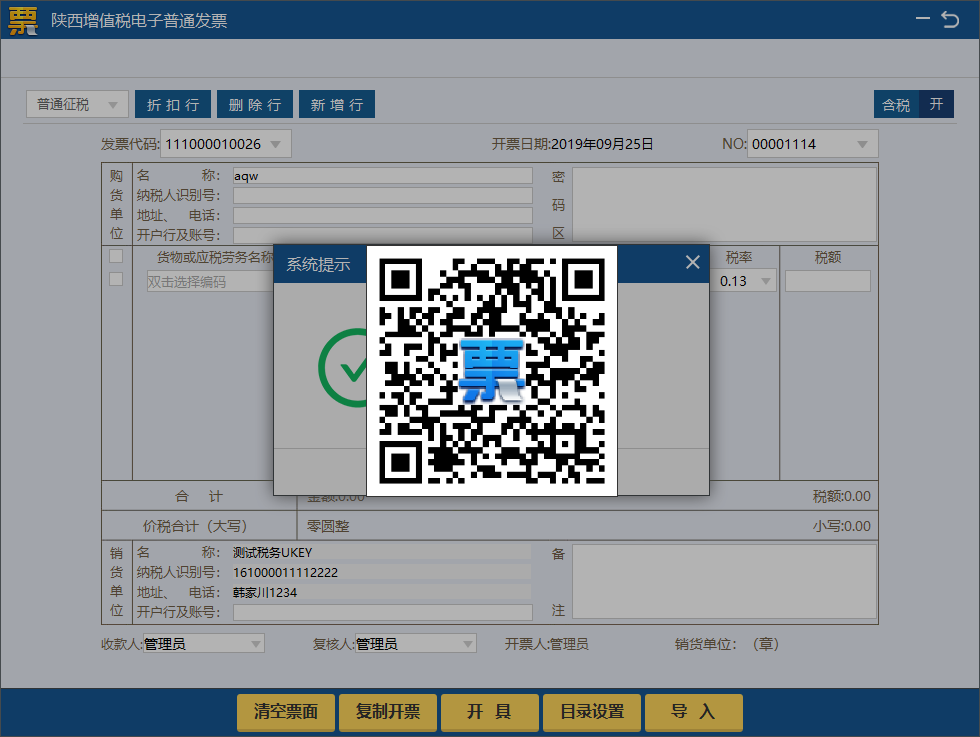 票 陕西增值税电子普通发票
普通征税 折扣行 删除行 新增行 含税 开
发票代码:111000010026 开票日期:2019年09月25日 NO:00001114
购货单位
名 称: aqw
纳税人识别号:
地址、 电话:
开户行及账号:
密码区
货物或应税劳务名称 税率 税额
双击选择编码 0.13
系统提示
票
合 计 金额:0.00 税额:0.00
价税合计（大写） 零圆整 小写:0.00
销货单位
名 称: 测试税务UKEY
纳税人识别号: 161000011112222
地址、 电话: 韩家川1234
开户行及账号:
备注
收款人:管理员 复核人:管理员 开票人:管理员 销货单位: （章）
清空票面 复制开票 开 具 目录设置 导 入